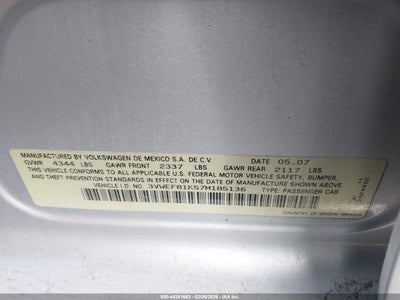 MANUFACTURED BY VOLKSWAGEN DE MEXICO S.A. DE C.V. DATE 05.07
GVWR 4344 LBS GAWR FRONT 2337 LBS GAWR REAR 2117 LBS
THIS VEHICLE CONFORMS TO ALL APPLICABLE FEDERAL MOTOR VEHICLE SAFETY, BUMPER,
AND THEFT PREVENTION STANDARDS IN EFFECT ON THE DATE OF MANUFACTURE SHOWN ABOVE.
VEHICLE I.D. NO. 3VWEF81K57M185136 TYPE: PASSENGER CAR
COUNTRY OF ORIGIN: MEXICO